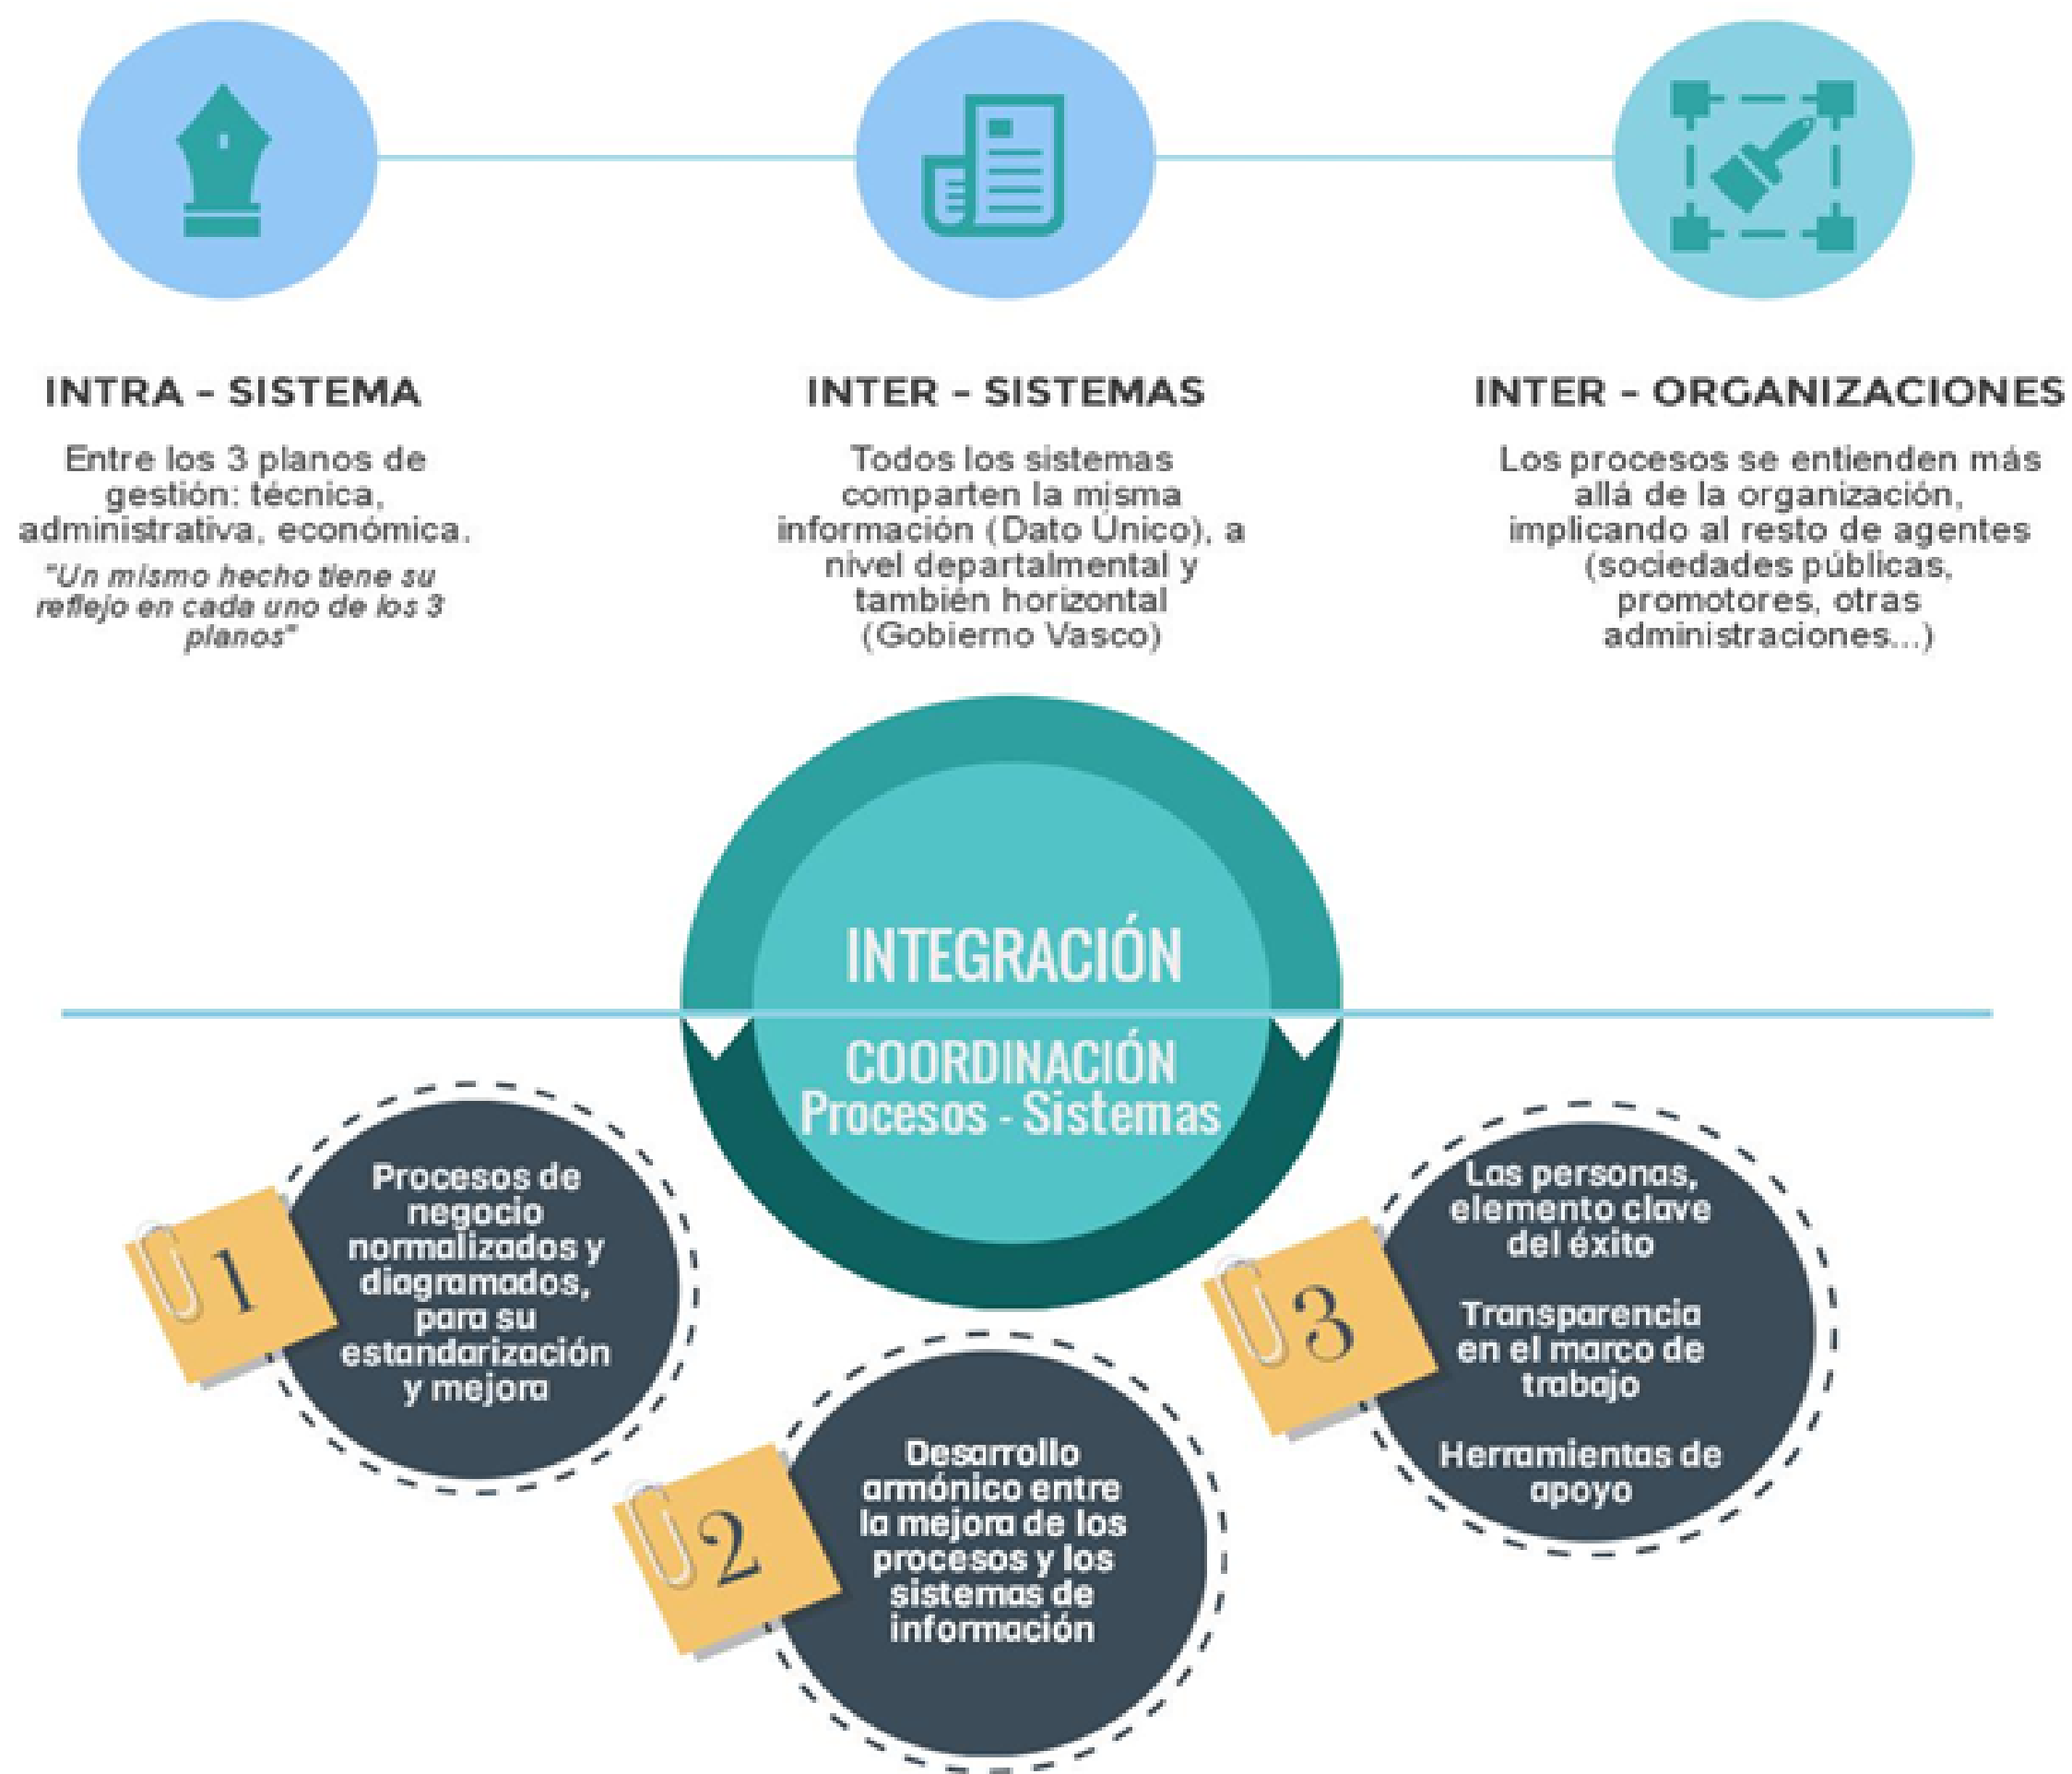 INTRA - SISTEMA
Entre los 3 planos de
gestión: técnica,
administrativa, económica.
"Un mismo hecho tiene su
reflejo en cada uno de los 3
planos"
INTER - SISTEMAS
Todos los sistemas
comparten la misma
información (Dato Único), a
nivel departalmental y
también horizontal
(Gobierno Vasco)
INTER - ORGANIZACIONES
Los procesos se entienden más
allá de la organización,
implicando al resto de agentes
(sociedades públicas,
promotores, otras
administraciones...)
INTEGRACIÓN
COORDINACIÓN
Procesos - Sistemas
1
Procesos de
negocio
normalizados y
diagramados,
para su
estandarización
y mejora
2
Desarrollo
armónico entre
la mejora de los
procesos y los
sistemas de
información
3
Las personas,
elemento clave
del éxito
Transparencia
en el marco de
trabajo
Herramientas de
apoyo